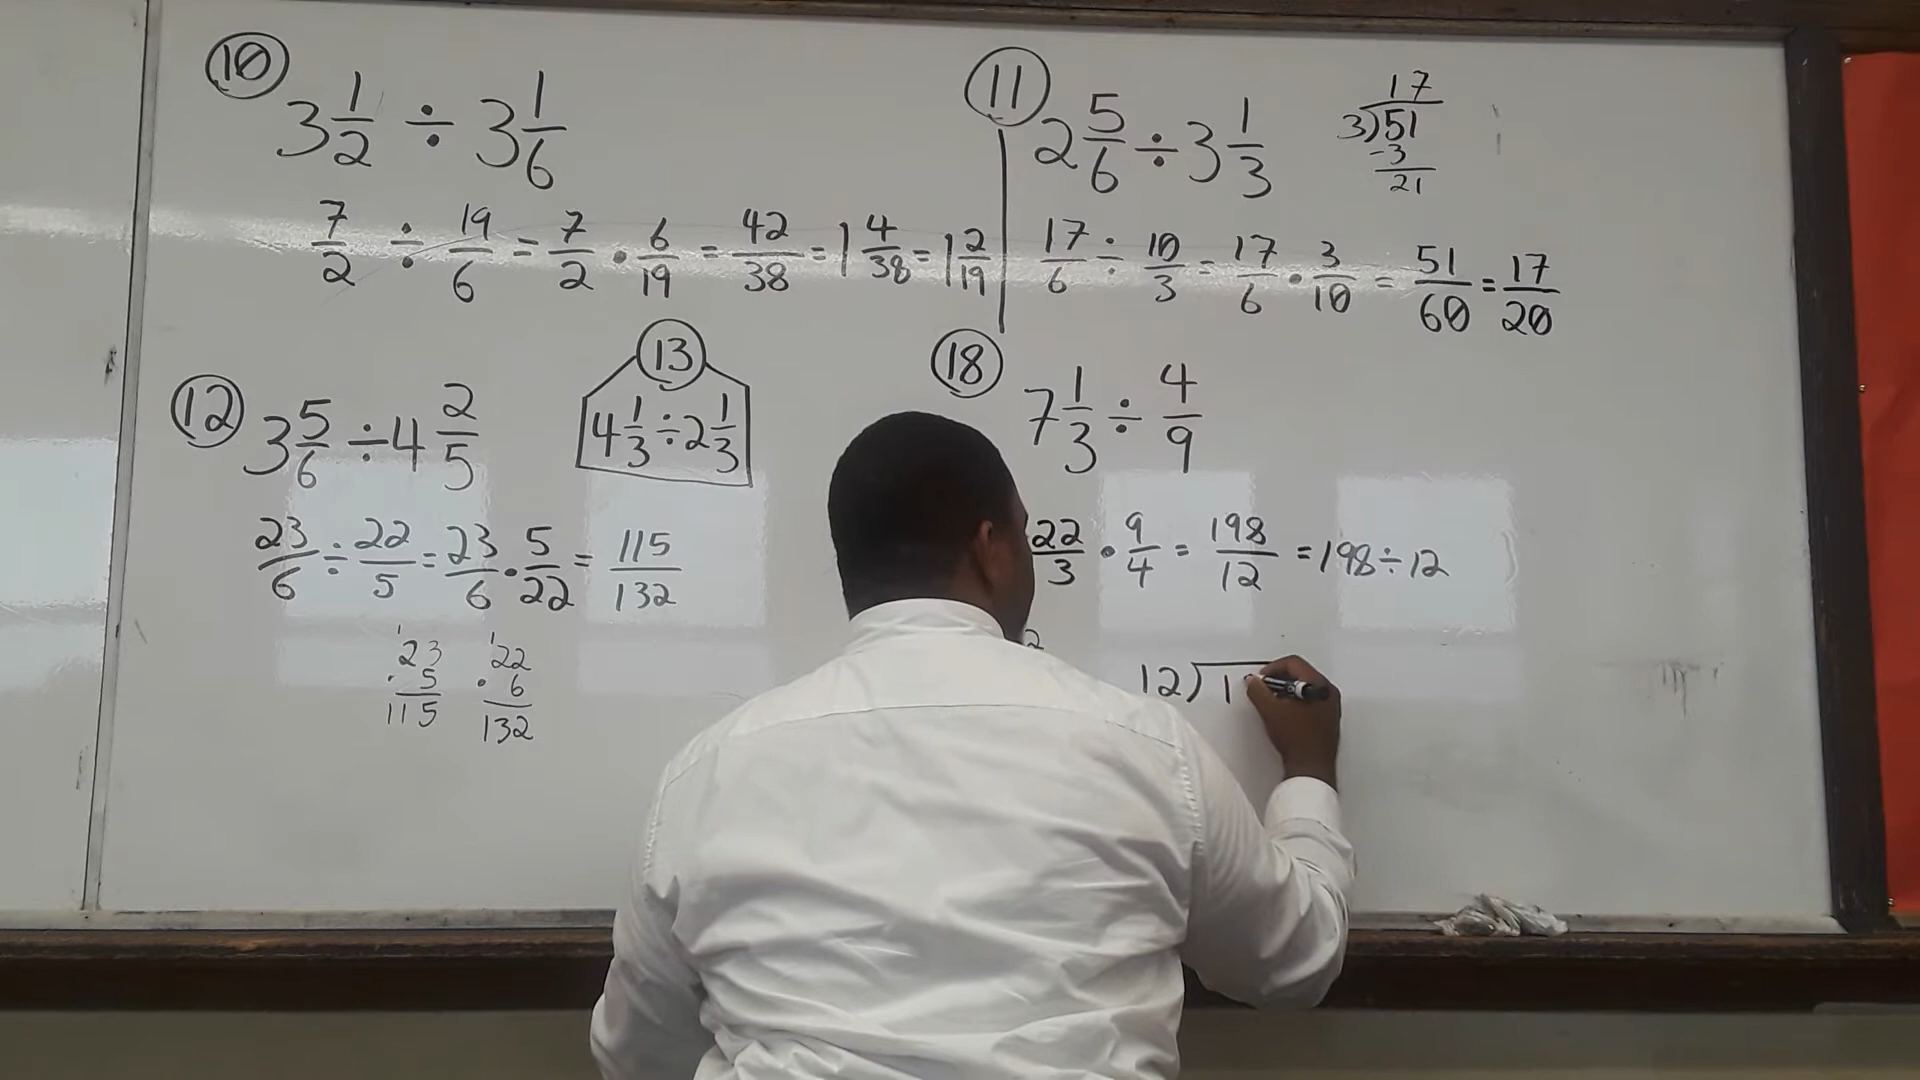 10
3 1/2 ÷ 3 1/6
7/2 ÷ 19/6 = 7/2 · 6/19 = 42/38 = 1 4/38 = 1 2/19
11
2 5/6 ÷ 3 1/3
17
3)51
-3
21
17/6 ÷ 10/3 = 17/6 · 3/10 = 51/60 = 17/20
12
3 5/6 ÷ 4 2/5
23/6 ÷ 22/5 = 23/6 · 5/22 = 115/132
1
23
· 5
115
1
22
· 6
132
13
4 1/3 ÷ 2 1/3
18
7 1/3 ÷ 4/9
22/3 · 9/4 = 198/12 = 198 ÷ 12
2
12)1